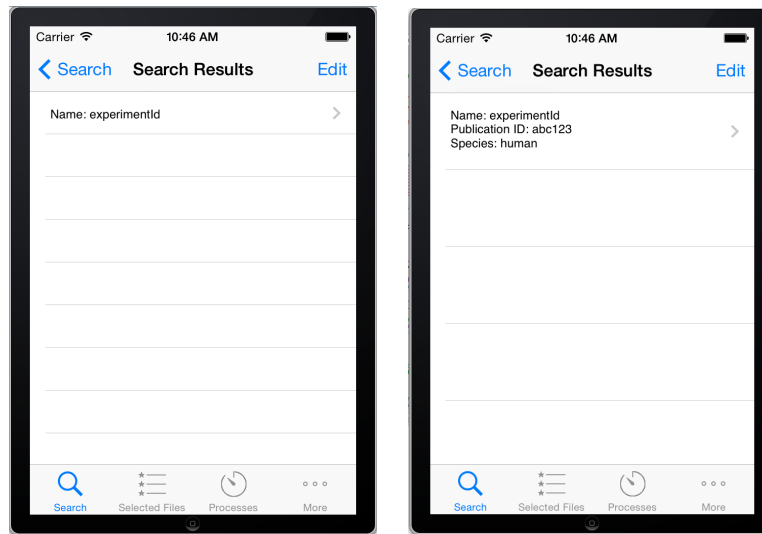 Carrier 10:46 AM
Search Search Results Edit
Name: experimentId
Search Selected Files Processes More
Carrier 10:46 AM
Search Search Results Edit
Name: experimentId
Publication ID: abc123
Species: human
Search Selected Files Processes More